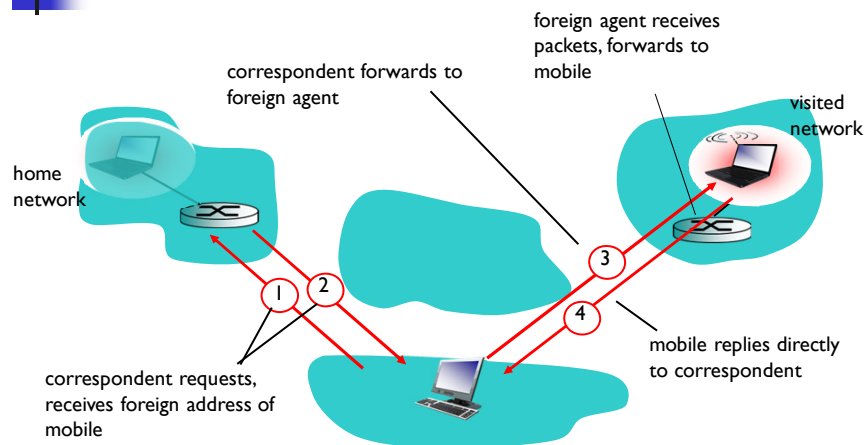 foreign agent receives
packets, forwards to
mobile
correspondent forwards to
foreign agent
visited
network
home
network
3
1
2
4
mobile replies directly
to correspondent
correspondent requests,
receives foreign address of
mobile